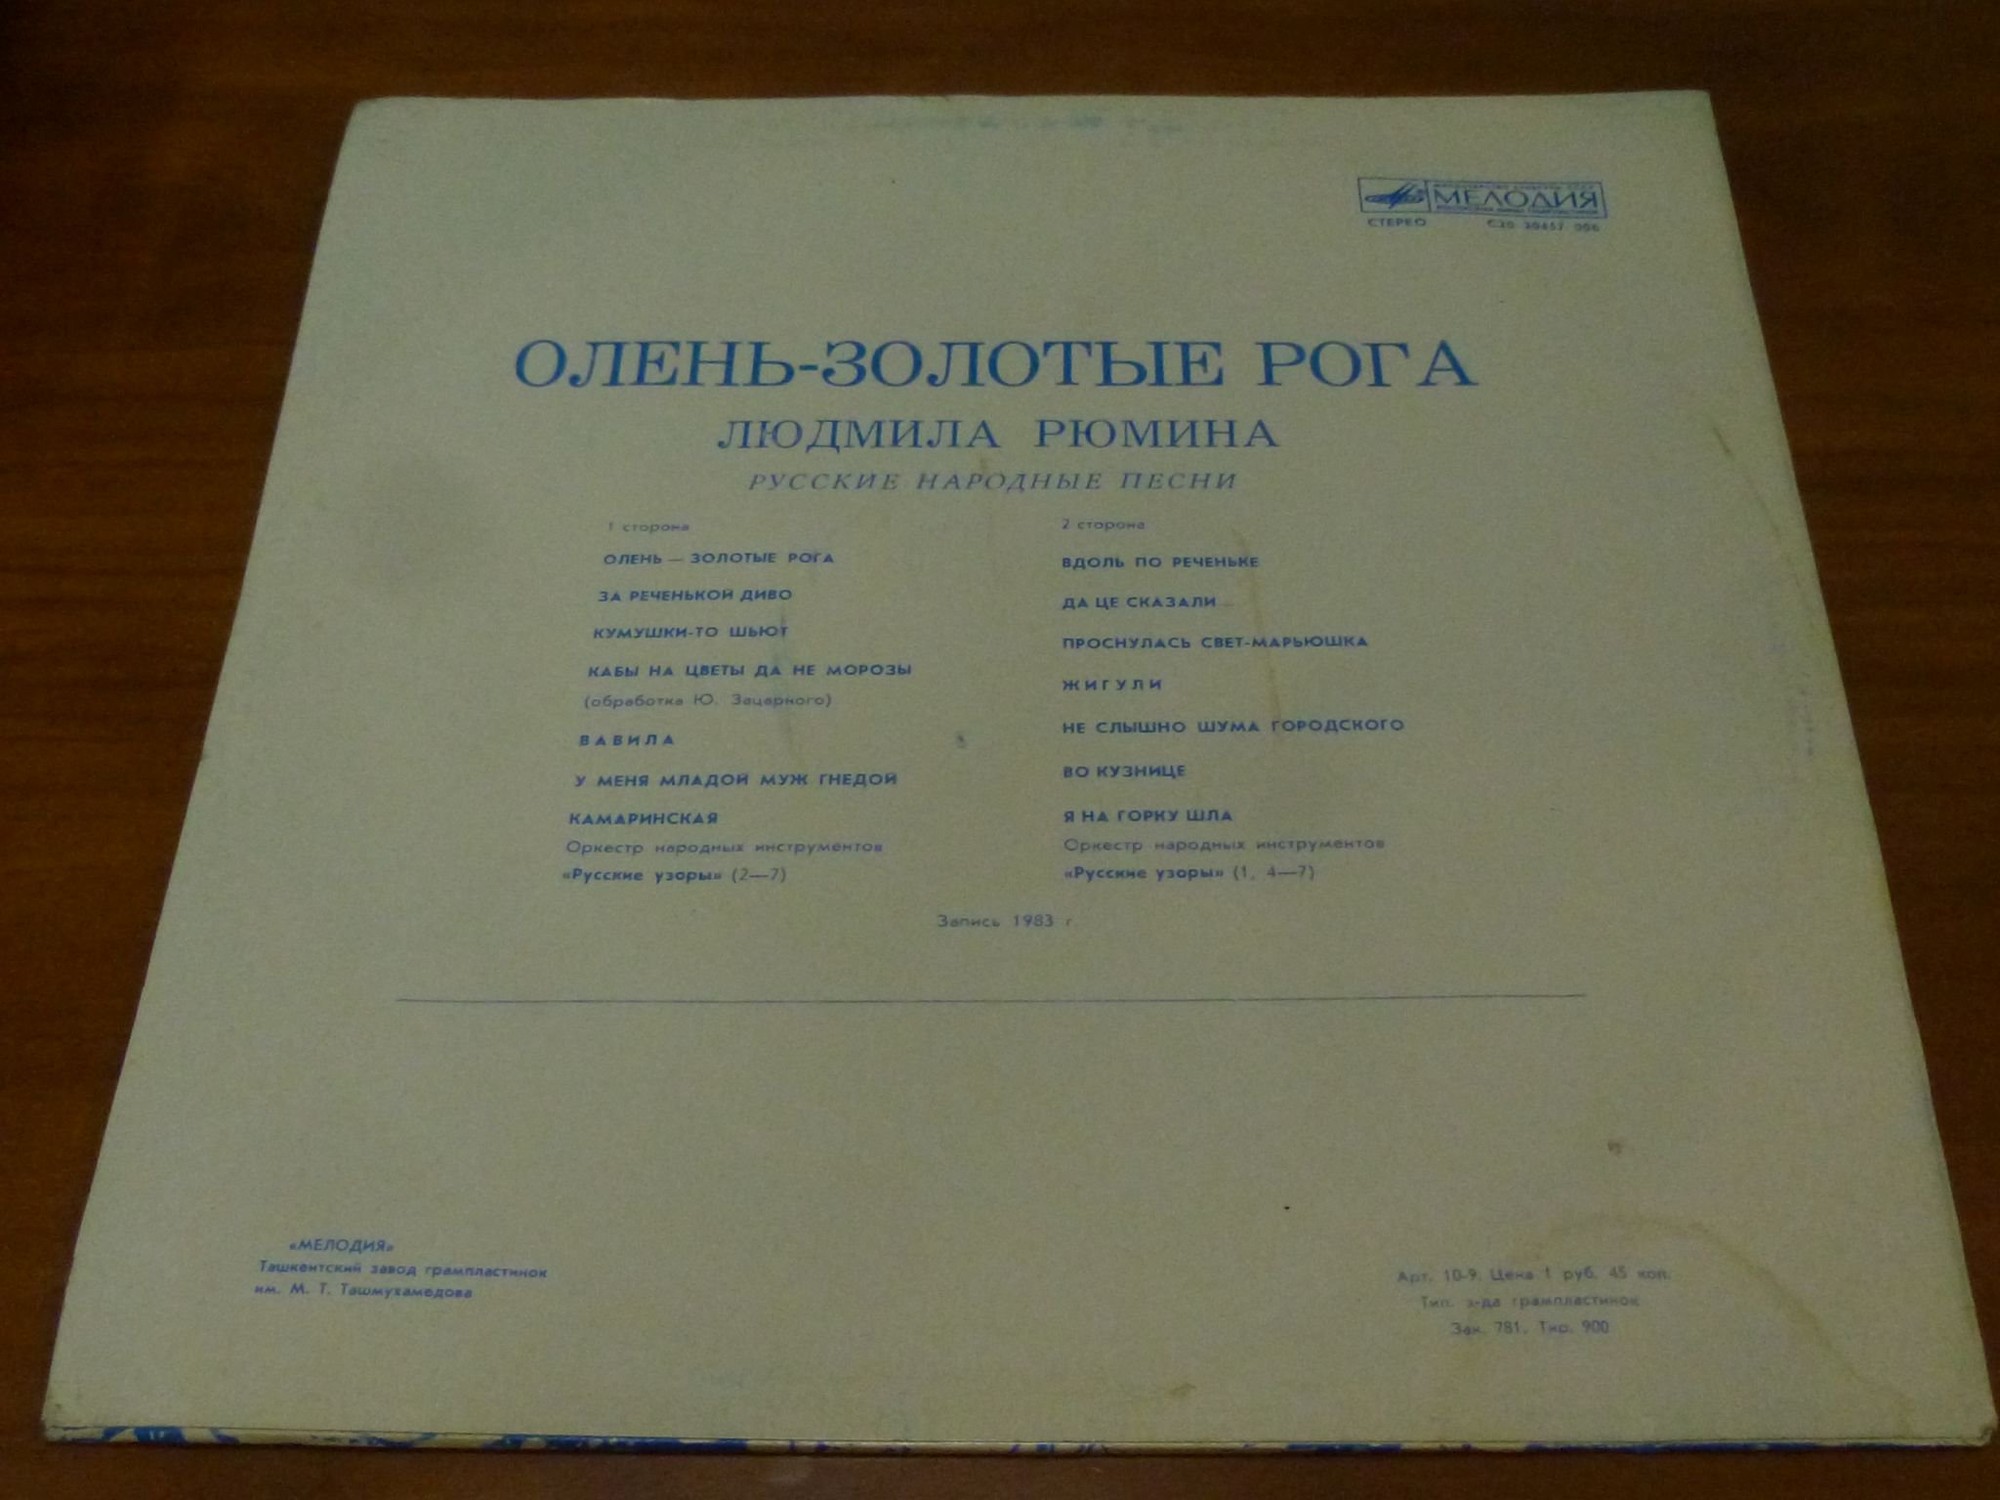 МЕЛОДИЯ
СТЕРЕО С20 20457 006
ОЛЕНЬ-ЗОЛОТЫЕ РОГА
ЛЮДМИЛА РЮМИНА
РУССКИЕ НАРОДНЫЕ ПЕСНИ
1 сторона
ОЛЕНЬ — ЗОЛОТЫЕ РОГА
ЗА РЕЧЕНЬКОЙ ДИВО
КУМУШКИ-ТО ШЬЮТ
КАБЫ НА ЦВЕТЫ ДА НЕ МОРОЗЫ
(обработка Ю. Зацарного)
ВАВИЛА
У МЕНЯ МЛАДОЙ МУЖ ГНЕДОЙ
КАМАРИНСКАЯ
Оркестр народных инструментов
«Русские узоры» (2—7)
2 сторона
ВДОЛЬ ПО РЕЧЕНЬКЕ
ДА ЦЕ СКАЗАЛИ...
ПРОСНУЛАСЬ СВЕТ-МАРЬЮШКА
ЖИГУЛИ
НЕ СЛЫШНО ШУМА ГОРОДСКОГО
ВО КУЗНИЦЕ
Я НА ГОРКУ ШЛА
Оркестр народных инструментов
«Русские узоры» (1, 4—7)
Запись 1983 г.
«МЕЛОДИЯ»
Ташкентский завод грампластинок
им. М. Т. Ташмухамедова
Арт. 10-9. Цена 1 руб. 45 коп.
Тип. з-да грампластинок
Зак. 781. Тир. 900